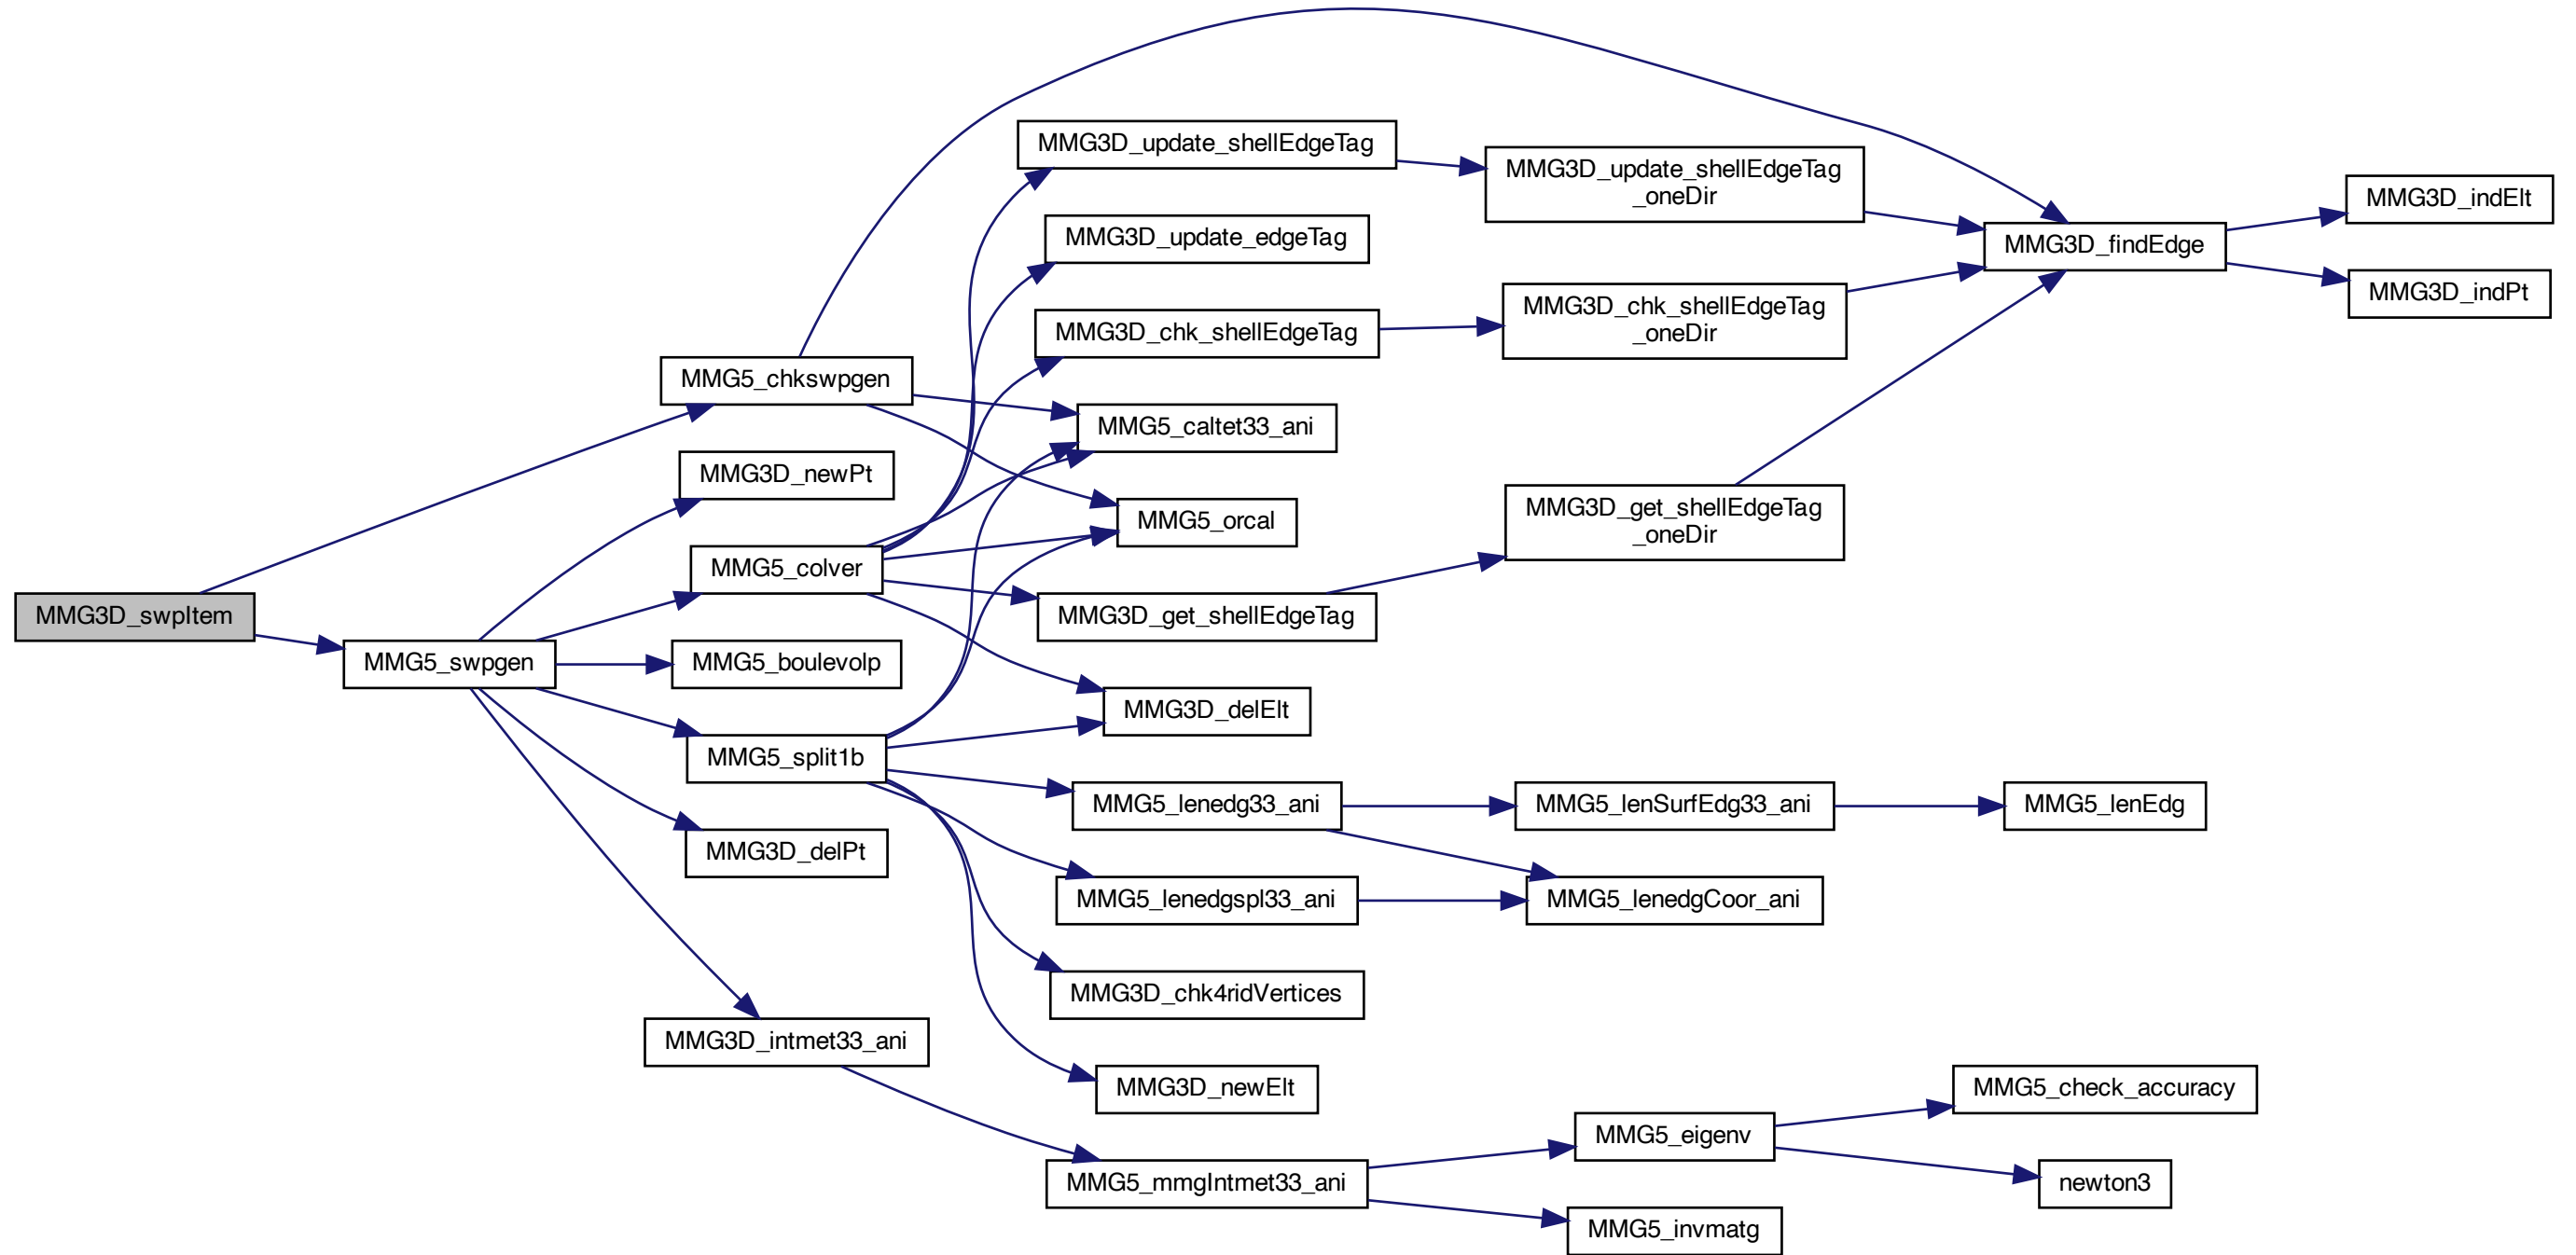 MMG3D_swpItem
MMG5_chkswpgen
MMG5_swpgen
MMG3D_newPt
MMG5_colver
MMG5_boulevolp
MMG5_split1b
MMG3D_delPt
MMG3D_intmet33_ani
MMG3D_update_shellEdgeTag
MMG3D_update_edgeTag
MMG3D_chk_shellEdgeTag
MMG5_caltet33_ani
MMG5_orcal
MMG3D_get_shellEdgeTag
MMG3D_delElt
MMG5_lenedg33_ani
MMG5_lenedgspl33_ani
MMG3D_chk4ridVertices
MMG3D_newElt
MMG5_mmgIntmet33_ani
MMG3D_update_shellEdgeTag
_oneDir
MMG3D_chk_shellEdgeTag
_oneDir
MMG3D_get_shellEdgeTag
_oneDir
MMG5_lenSurfEdg33_ani
MMG5_lenedgCoor_ani
MMG5_eigenv
MMG5_invmatg
MMG3D_findEdge
MMG5_lenEdg
MMG5_check_accuracy
newton3
MMG3D_indElt
MMG3D_indPt